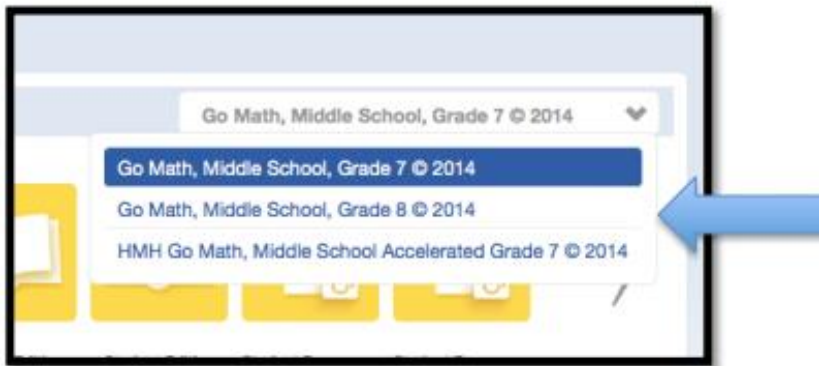 Go Math, Middle School, Grade 7 © 2014
Go Math, Middle School, Grade 7 © 2014
Go Math, Middle School, Grade 8 © 2014
HMH Go Math, Middle School Accelerated Grade 7 © 2014